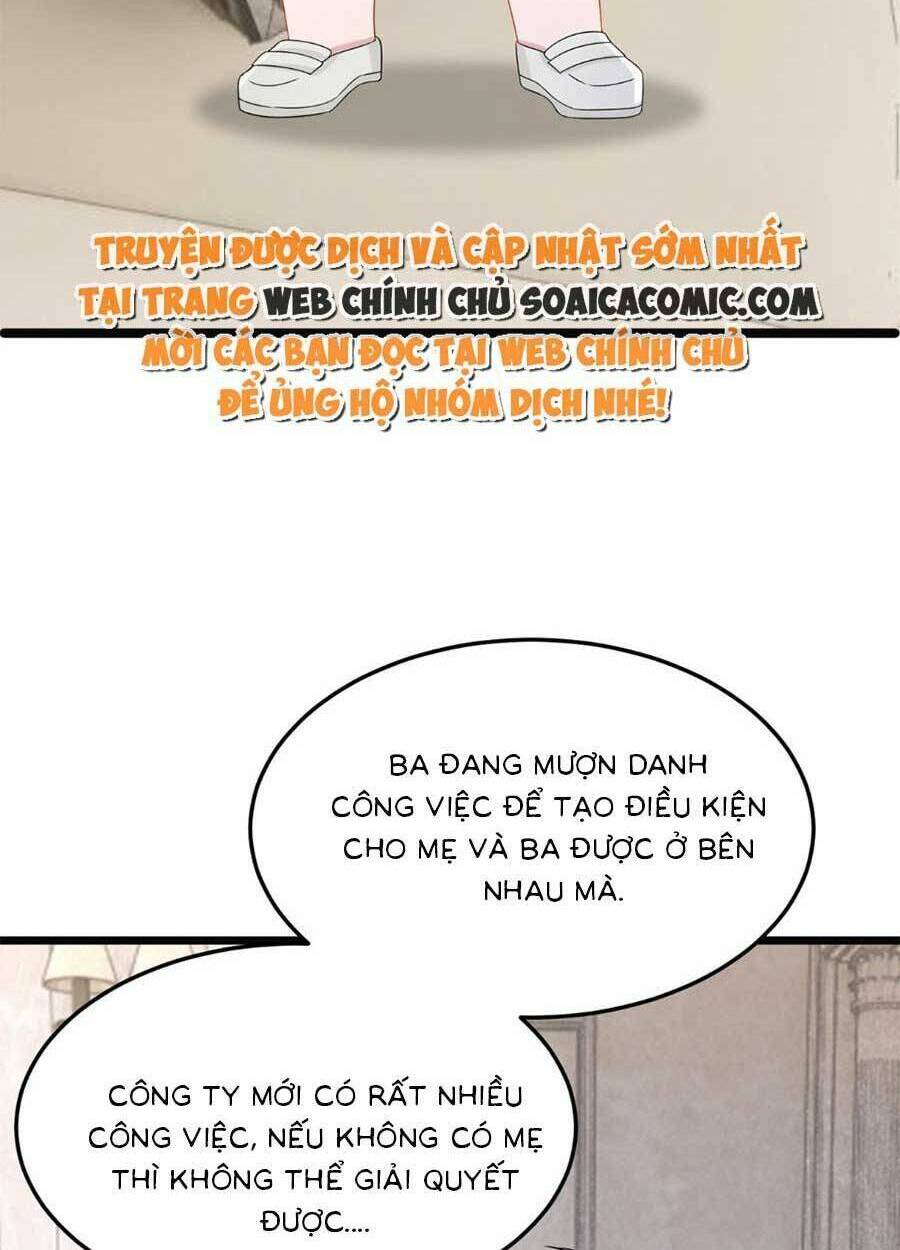 TRUYỆN ĐƯỢC DỊCH VÀ CẬP NHẬT SỚM NHẤT
TẠI TRANG WEB CHÍNH CHỦ SOAICACOMIC.COM
MỜI CÁC BẠN ĐỌC TẠI WEB CHÍNH CHỦ
ĐỂ ỦNG HỘ NHÓM DỊCH NHÉ!
BA ĐANG MƯỢN DANH
CÔNG VIỆC ĐỂ TẠO ĐIỀU KIỆN
CHO MẸ VÀ BA ĐƯỢC Ở BÊN
NHAU MÀ.
CÔNG TY MỚI CÓ RẤT NHIỀU
CÔNG VIỆC, NẾU KHÔNG CÓ MẸ
THÌ KHÔNG THỂ GIẢI QUYẾT
ĐƯỢC....